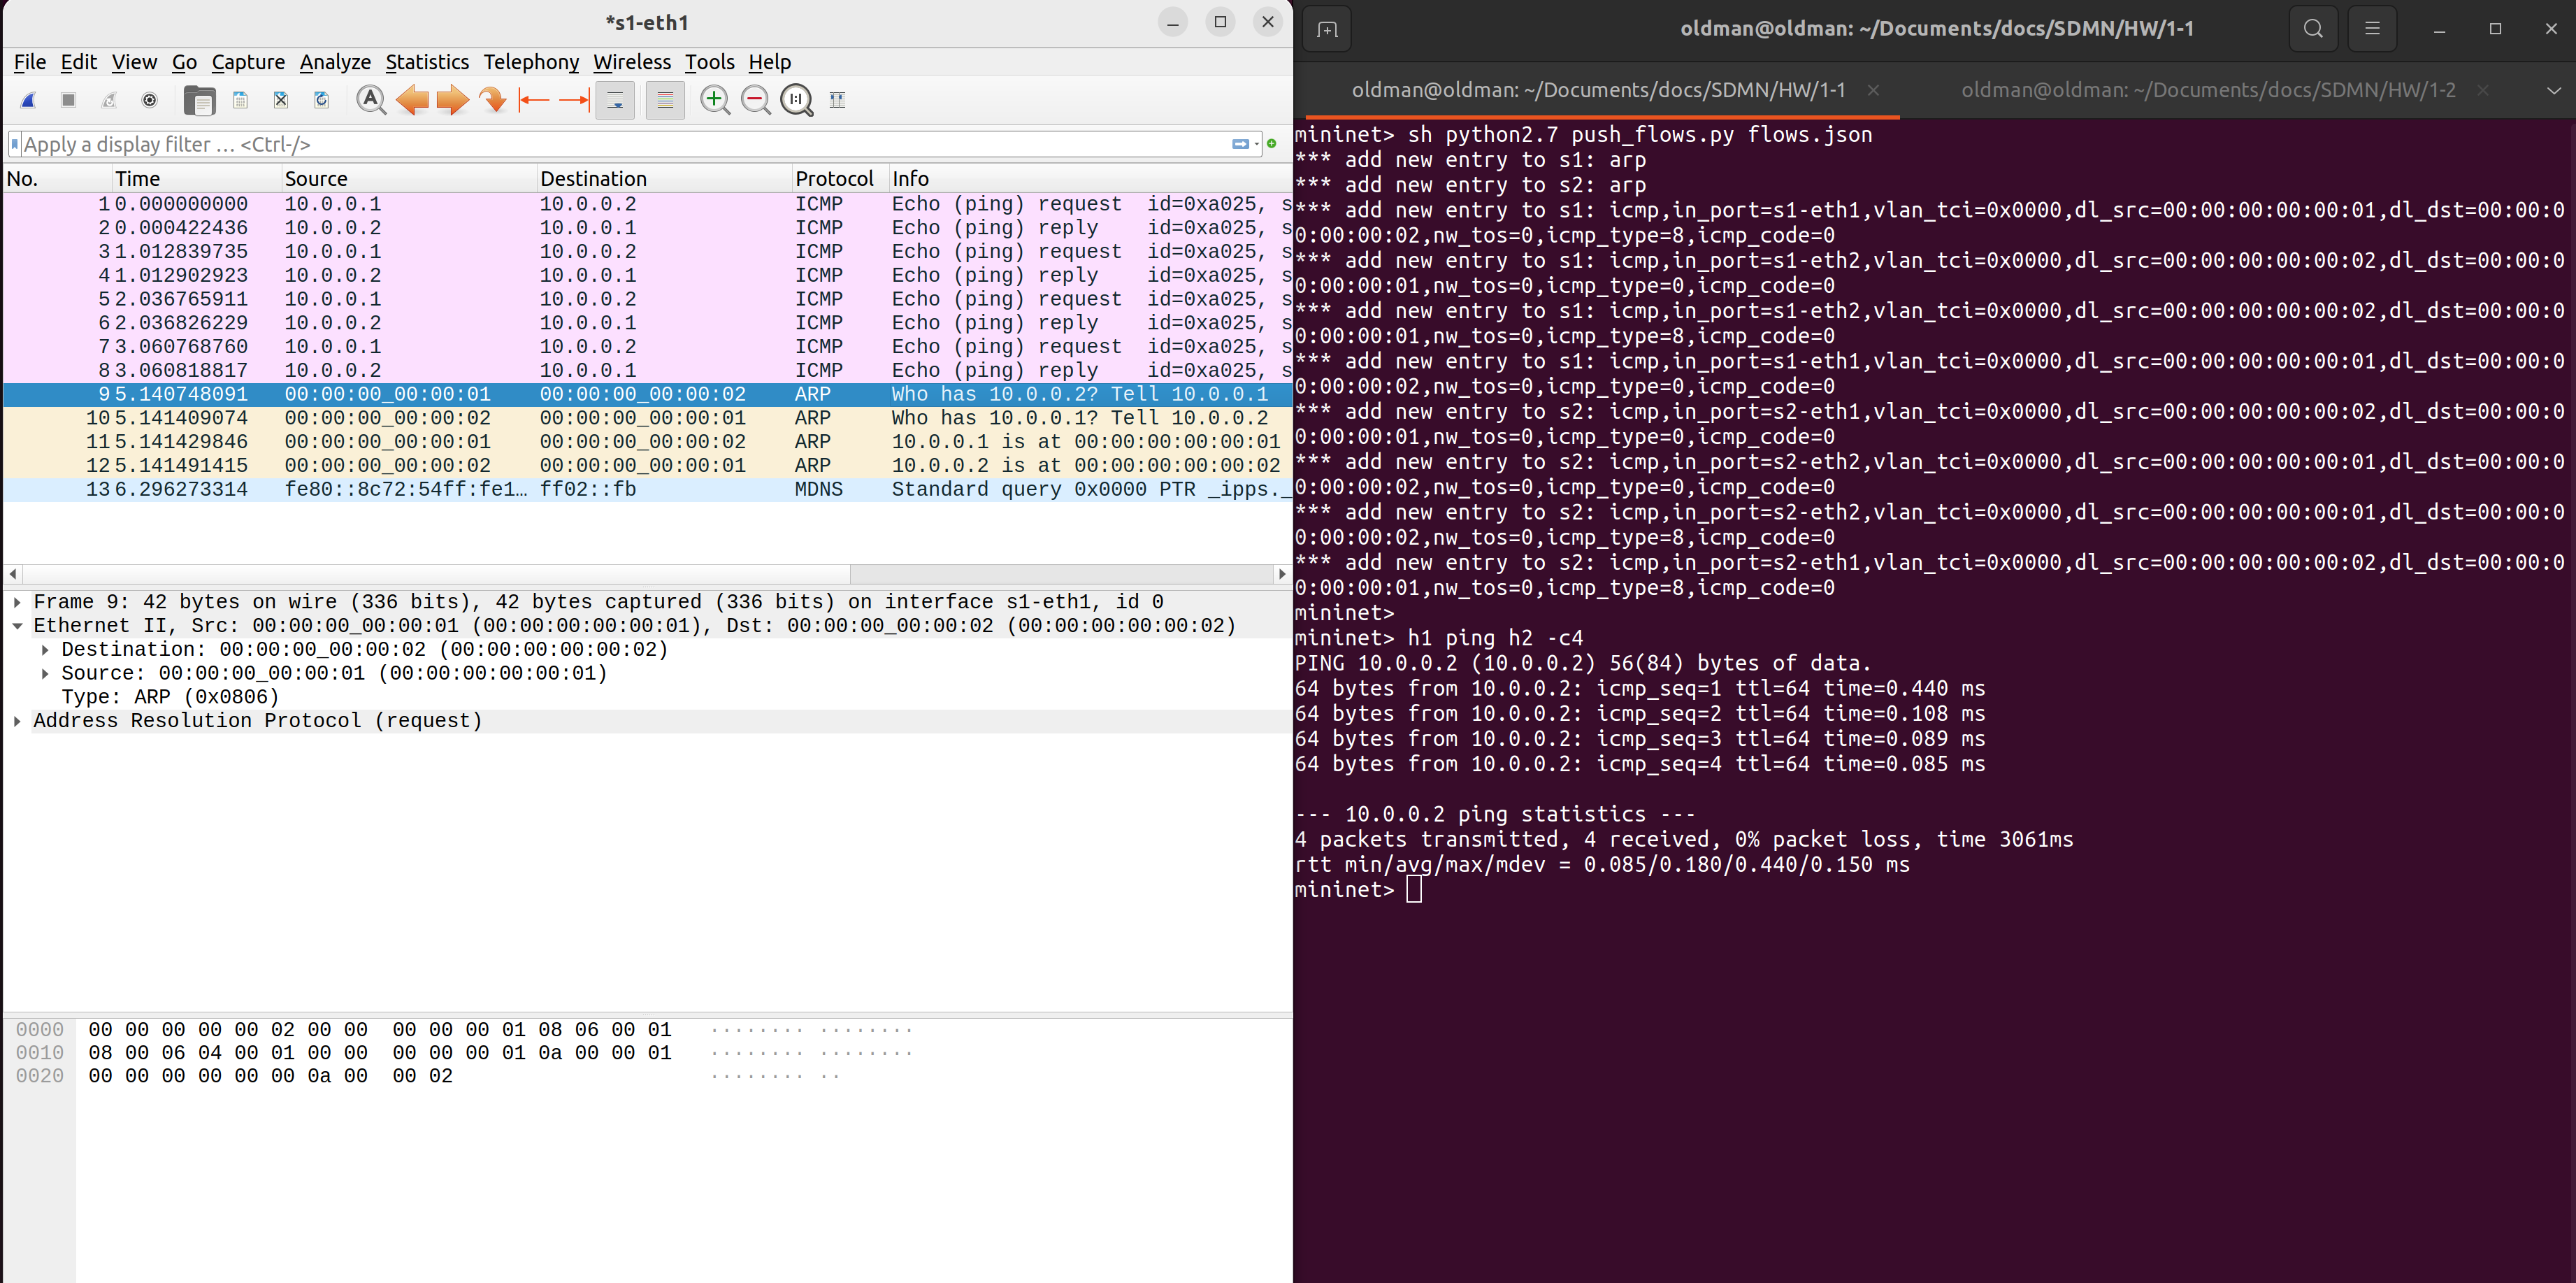 *s1-eth1
File Edit View Go Capture Analyze Statistics Telephony Wireless Tools Help
Apply a display filter … <Ctrl-/>
No. Time Source Destination Protocol Info
1 0.000000000 10.0.0.1 10.0.0.2 ICMP Echo (ping) request id=0xa025, s
2 0.000422436 10.0.0.2 10.0.0.1 ICMP Echo (ping) reply id=0xa025, s
3 1.012839735 10.0.0.1 10.0.0.2 ICMP Echo (ping) request id=0xa025, s
4 1.012902923 10.0.0.2 10.0.0.1 ICMP Echo (ping) reply id=0xa025, s
5 2.036765911 10.0.0.1 10.0.0.2 ICMP Echo (ping) request id=0xa025, s
6 2.036826229 10.0.0.2 10.0.0.1 ICMP Echo (ping) reply id=0xa025, s
7 3.060768760 10.0.0.1 10.0.0.2 ICMP Echo (ping) request id=0xa025, s
8 3.060818817 10.0.0.2 10.0.0.1 ICMP Echo (ping) reply id=0xa025, s
9 5.140748091 00:00:00_00:00:01 00:00:00_00:00:02 ARP Who has 10.0.0.2? Tell 10.0.0.1
10 5.141409074 00:00:00_00:00:02 00:00:00_00:00:01 ARP Who has 10.0.0.1? Tell 10.0.0.2
11 5.141429846 00:00:00_00:00:01 00:00:00_00:00:02 ARP 10.0.0.1 is at 00:00:00:00:00:01
12 5.141491415 00:00:00_00:00:02 00:00:00_00:00:01 ARP 10.0.0.2 is at 00:00:00:00:00:02
13 6.296273314 fe80::8c72:54ff:fe1… ff02::fb MDNS Standard query 0x0000 PTR _ipps._
Frame 9: 42 bytes on wire (336 bits), 42 bytes captured (336 bits) on interface s1-eth1, id 0
Ethernet II, Src: 00:00:00_00:00:01 (00:00:00:00:00:01), Dst: 00:00:00_00:00:02 (00:00:00:00:00:02)
Destination: 00:00:00_00:00:02 (00:00:00:00:00:02)
Source: 00:00:00_00:00:01 (00:00:00:00:00:01)
Type: ARP (0x0806)
Address Resolution Protocol (request)
0000 00 00 00 00 00 02 00 00 00 00 00 01 08 06 00 01 ········ ········
0010 08 00 06 04 00 01 00 00 00 00 00 01 0a 00 00 01 ········ ········
0020 00 00 00 00 00 00 0a 00 00 02 ········ ··
oldman@oldman: ~/Documents/docs/SDMN/HW/1-1
oldman@oldman: ~/Documents/docs/SDMN/HW/1-1 oldman@oldman: ~/Documents/docs/SDMN/HW/1-2
mininet> sh python2.7 push_flows.py flows.json
*** add new entry to s1: arp
*** add new entry to s2: arp
*** add new entry to s1: icmp,in_port=s1-eth1,vlan_tci=0x0000,dl_src=00:00:00:00:00:01,dl_dst=00:00:0
0:00:00:02,nw_tos=0,icmp_type=8,icmp_code=0
*** add new entry to s1: icmp,in_port=s1-eth2,vlan_tci=0x0000,dl_src=00:00:00:00:00:02,dl_dst=00:00:0
0:00:00:01,nw_tos=0,icmp_type=0,icmp_code=0
*** add new entry to s1: icmp,in_port=s1-eth2,vlan_tci=0x0000,dl_src=00:00:00:00:00:02,dl_dst=00:00:0
0:00:00:01,nw_tos=0,icmp_type=8,icmp_code=0
*** add new entry to s1: icmp,in_port=s1-eth1,vlan_tci=0x0000,dl_src=00:00:00:00:00:01,dl_dst=00:00:0
0:00:00:02,nw_tos=0,icmp_type=0,icmp_code=0
*** add new entry to s2: icmp,in_port=s2-eth1,vlan_tci=0x0000,dl_src=00:00:00:00:00:02,dl_dst=00:00:0
0:00:00:01,nw_tos=0,icmp_type=0,icmp_code=0
*** add new entry to s2: icmp,in_port=s2-eth2,vlan_tci=0x0000,dl_src=00:00:00:00:00:01,dl_dst=00:00:0
0:00:00:02,nw_tos=0,icmp_type=0,icmp_code=0
*** add new entry to s2: icmp,in_port=s2-eth2,vlan_tci=0x0000,dl_src=00:00:00:00:00:01,dl_dst=00:00:0
0:00:00:02,nw_tos=0,icmp_type=8,icmp_code=0
*** add new entry to s2: icmp,in_port=s2-eth1,vlan_tci=0x0000,dl_src=00:00:00:00:00:02,dl_dst=00:00:0
0:00:00:01,nw_tos=0,icmp_type=8,icmp_code=0
mininet>
mininet> h1 ping h2 -c4
PING 10.0.0.2 (10.0.0.2) 56(84) bytes of data.
64 bytes from 10.0.0.2: icmp_seq=1 ttl=64 time=0.440 ms
64 bytes from 10.0.0.2: icmp_seq=2 ttl=64 time=0.108 ms
64 bytes from 10.0.0.2: icmp_seq=3 ttl=64 time=0.089 ms
64 bytes from 10.0.0.2: icmp_seq=4 ttl=64 time=0.085 ms
--- 10.0.0.2 ping statistics ---
4 packets transmitted, 4 received, 0% packet loss, time 3061ms
rtt min/avg/max/mdev = 0.085/0.180/0.440/0.150 ms
mininet>